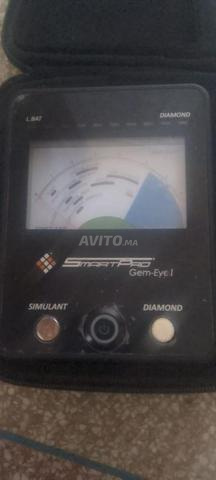 L.BAT DIAMOND
AVITO.MA
SMARTPRO
Gem-Eye I
SIMULANT DIAMOND